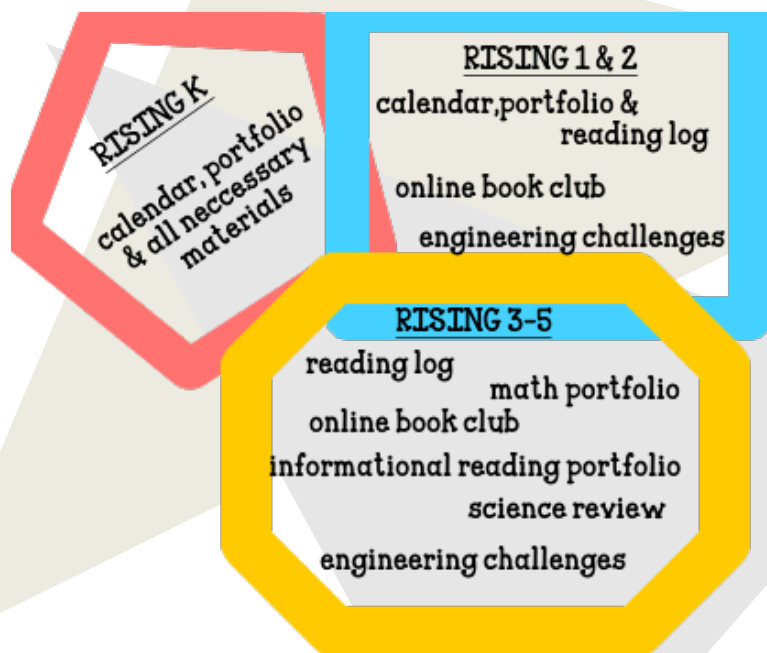 RISING K
calendar, portfolio
& all neccessary
materials
RISING 1 & 2
calendar,portfolio &
reading log
online book club
engineering challenges
RISING 3-5
reading log
math portfolio
online book club
informational reading portfolio
science review
engineering challenges